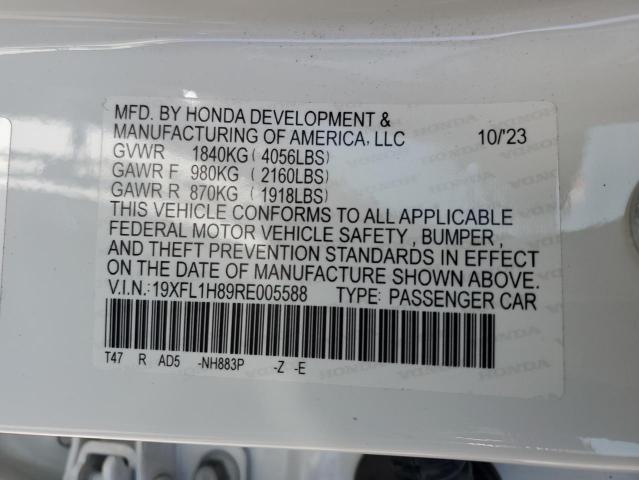 MFD. BY HONDA DEVELOPMENT &
MANUFACTURING OF AMERICA, LLC 10/'23
GVWR 1840KG ( 4056LBS)
GAWR F 980KG ( 2160LBS)
GAWR R 870KG ( 1918LBS)
THIS VEHICLE CONFORMS TO ALL APPLICABLE
FEDERAL MOTOR VEHICLE SAFETY , BUMPER ,
AND THEFT PREVENTION STANDARDS IN EFFECT
ON THE DATE OF MANUFACTURE SHOWN ABOVE.
V.I.N.:19XFL1H89RE005588 TYPE: PASSENGER CAR
T47 R AD5 -NH883P -Z -E